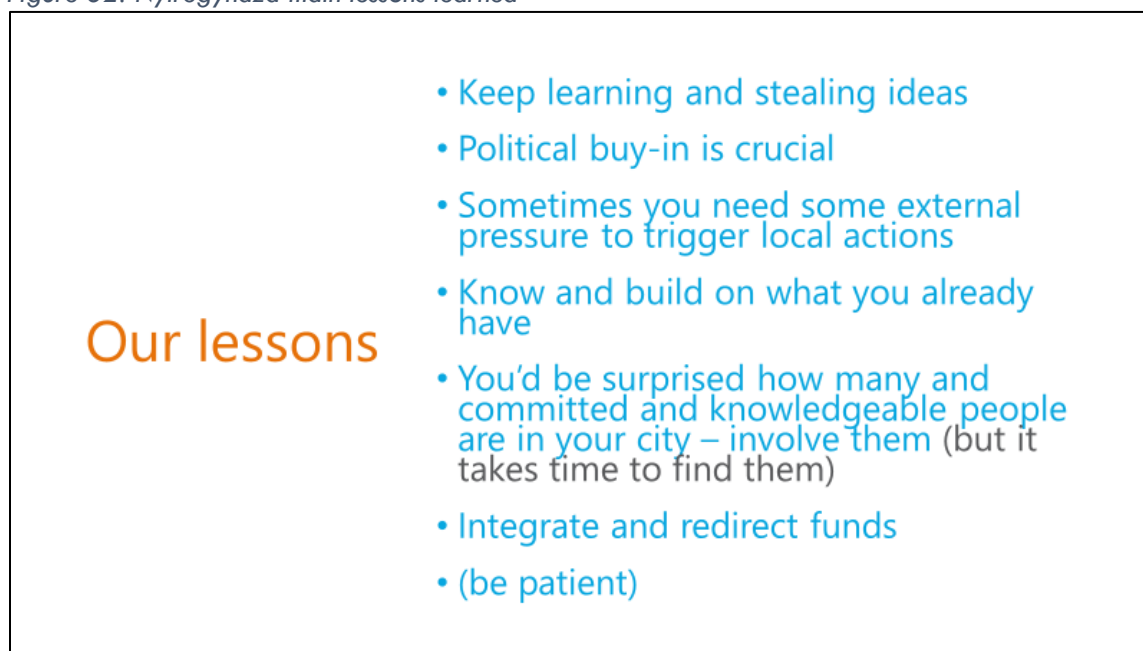 Our lessons
• Keep learning and stealing ideas
• Political buy-in is crucial
• Sometimes you need some external
pressure to trigger local actions
• Know and build on what you already
have
• You'd be surprised how many and
committed and knowledgeable people
are in your city – involve them (but it
takes time to find them)
• Integrate and redirect funds
• (be patient)